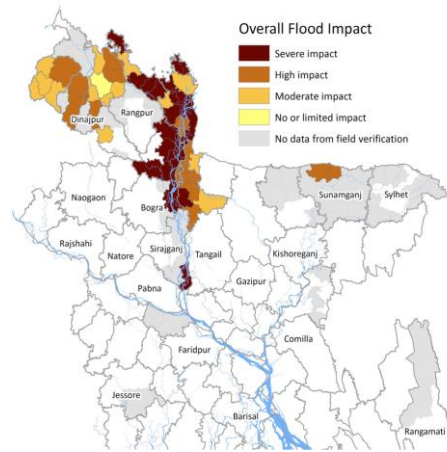 Overall Flood Impact
Severe impact
High impact
Moderate impact
No or limited impact
No data from field verification
Dinajpur
Rangpur
Sunamganj
Sylhet
Naogaon
Bogra
Rajshahi
Natore
Sirajganj
Tangail
Kishoreganj
Pabna
Gazipur
Faridpur
Comilla
Jessore
Barisal
Rangamati